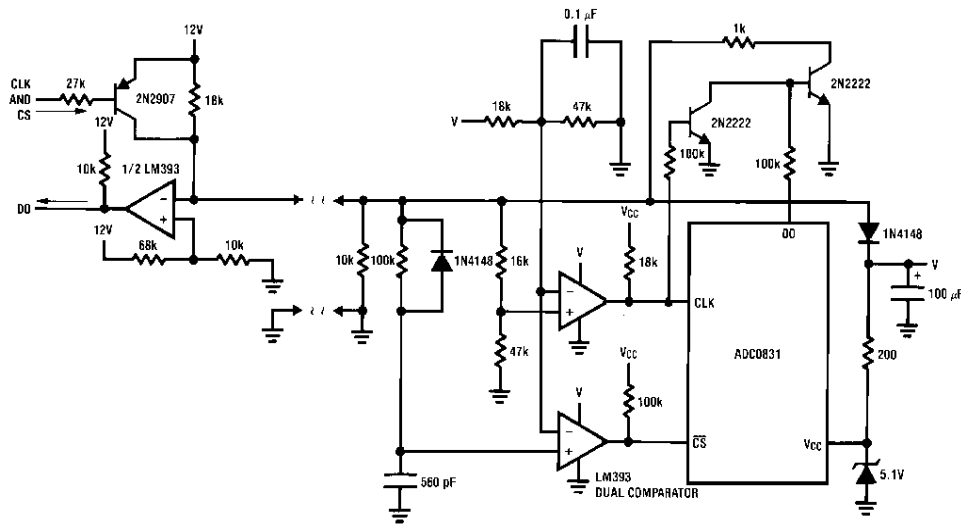 12V
CLK
AND
CS
27k
2N2907
18k
12V
10k
1/2 LM393
DO
12V
68k
10k
10k
100k
1N4148
560 pF
16k
47k
0.1 μF
V
18k
47k
1k
2N2222
2N2222
100k
100k
VCC
18k
V
−
+
CLK
DO
ADC0831
CS
VCC
VCC
100k
V
−
+
LM393
DUAL COMPARATOR
1N4148
V
+
100 μF
200
5.1V
−
+